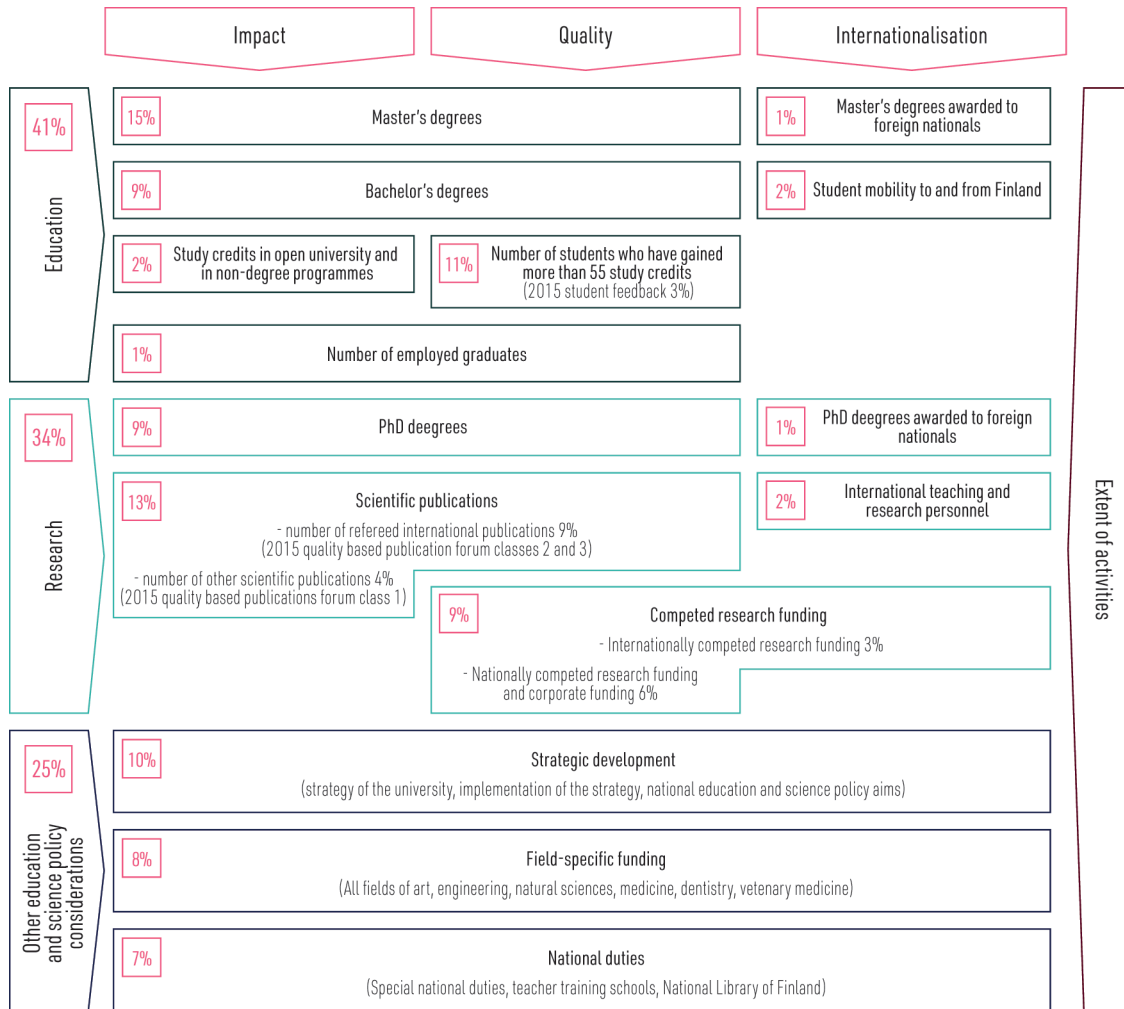 Impact
Quality
Internationalisation
41%
Education
15%
Master's degrees
1%
Master's degrees awarded to
foreign nationals
9%
Bachelor's degrees
2%
Student mobility to and from Finland
2%
Study credits in open university and
in non-degree programmes
11%
Number of students who have gained
more than 55 study credits
(2015 student feedback 3%)
1%
Number of employed graduates
34%
Research
9%
PhD deegrees
1%
PhD deegrees awarded to foreign
nationals
13%
Scientific publications
- number of refereed international publications 9%
(2015 quality based publication forum classes 2 and 3)
- number of other scientific publications 4%
(2015 quality based publications forum class 1)
2%
International teaching and
research personnel
9%
Competed research funding
- Internationally competed research funding 3%
- Nationally competed research funding
and corporate funding 6%
25%
Other education
and science policy
considerations
10%
Strategic development
(strategy of the university, implementation of the strategy, national education and science policy aims)
8%
Field-specific funding
(All fields of art, engineering, natural sciences, medicine, dentistry, vetenary medicine)
7%
National duties
(Special national duties, teacher training schools, National Library of Finland)
Extent of activities